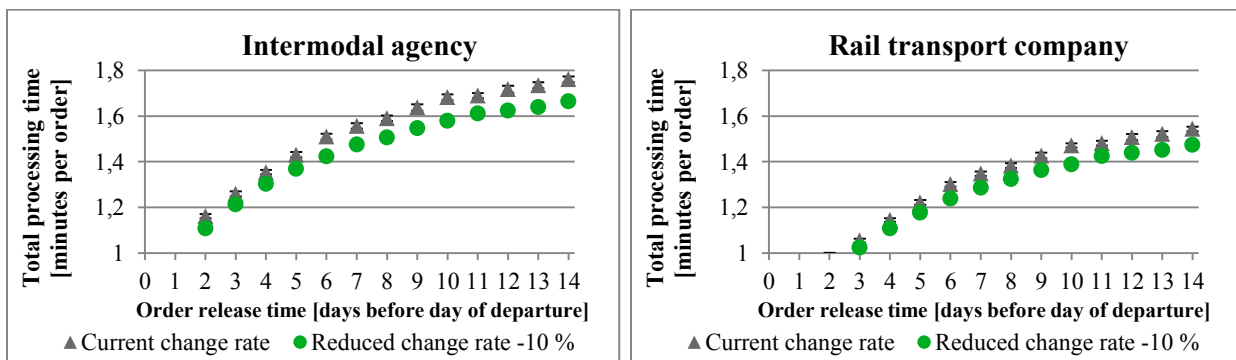 Intermodal agency
Total processing time
[minutes per order]
1,8
1,6
1,4
1,2
1
0 1 2 3 4 5 6 7 8 9 10 11 12 13 14
Order release time [days before day of departure]
Current change rate
Reduced change rate -10 %
Rail transport company
Total processing time
[minutes per order]
1,8
1,6
1,4
1,2
1
0 1 2 3 4 5 6 7 8 9 10 11 12 13 14
Order release time [days before day of departure]
Current change rate
Reduced change rate -10 %